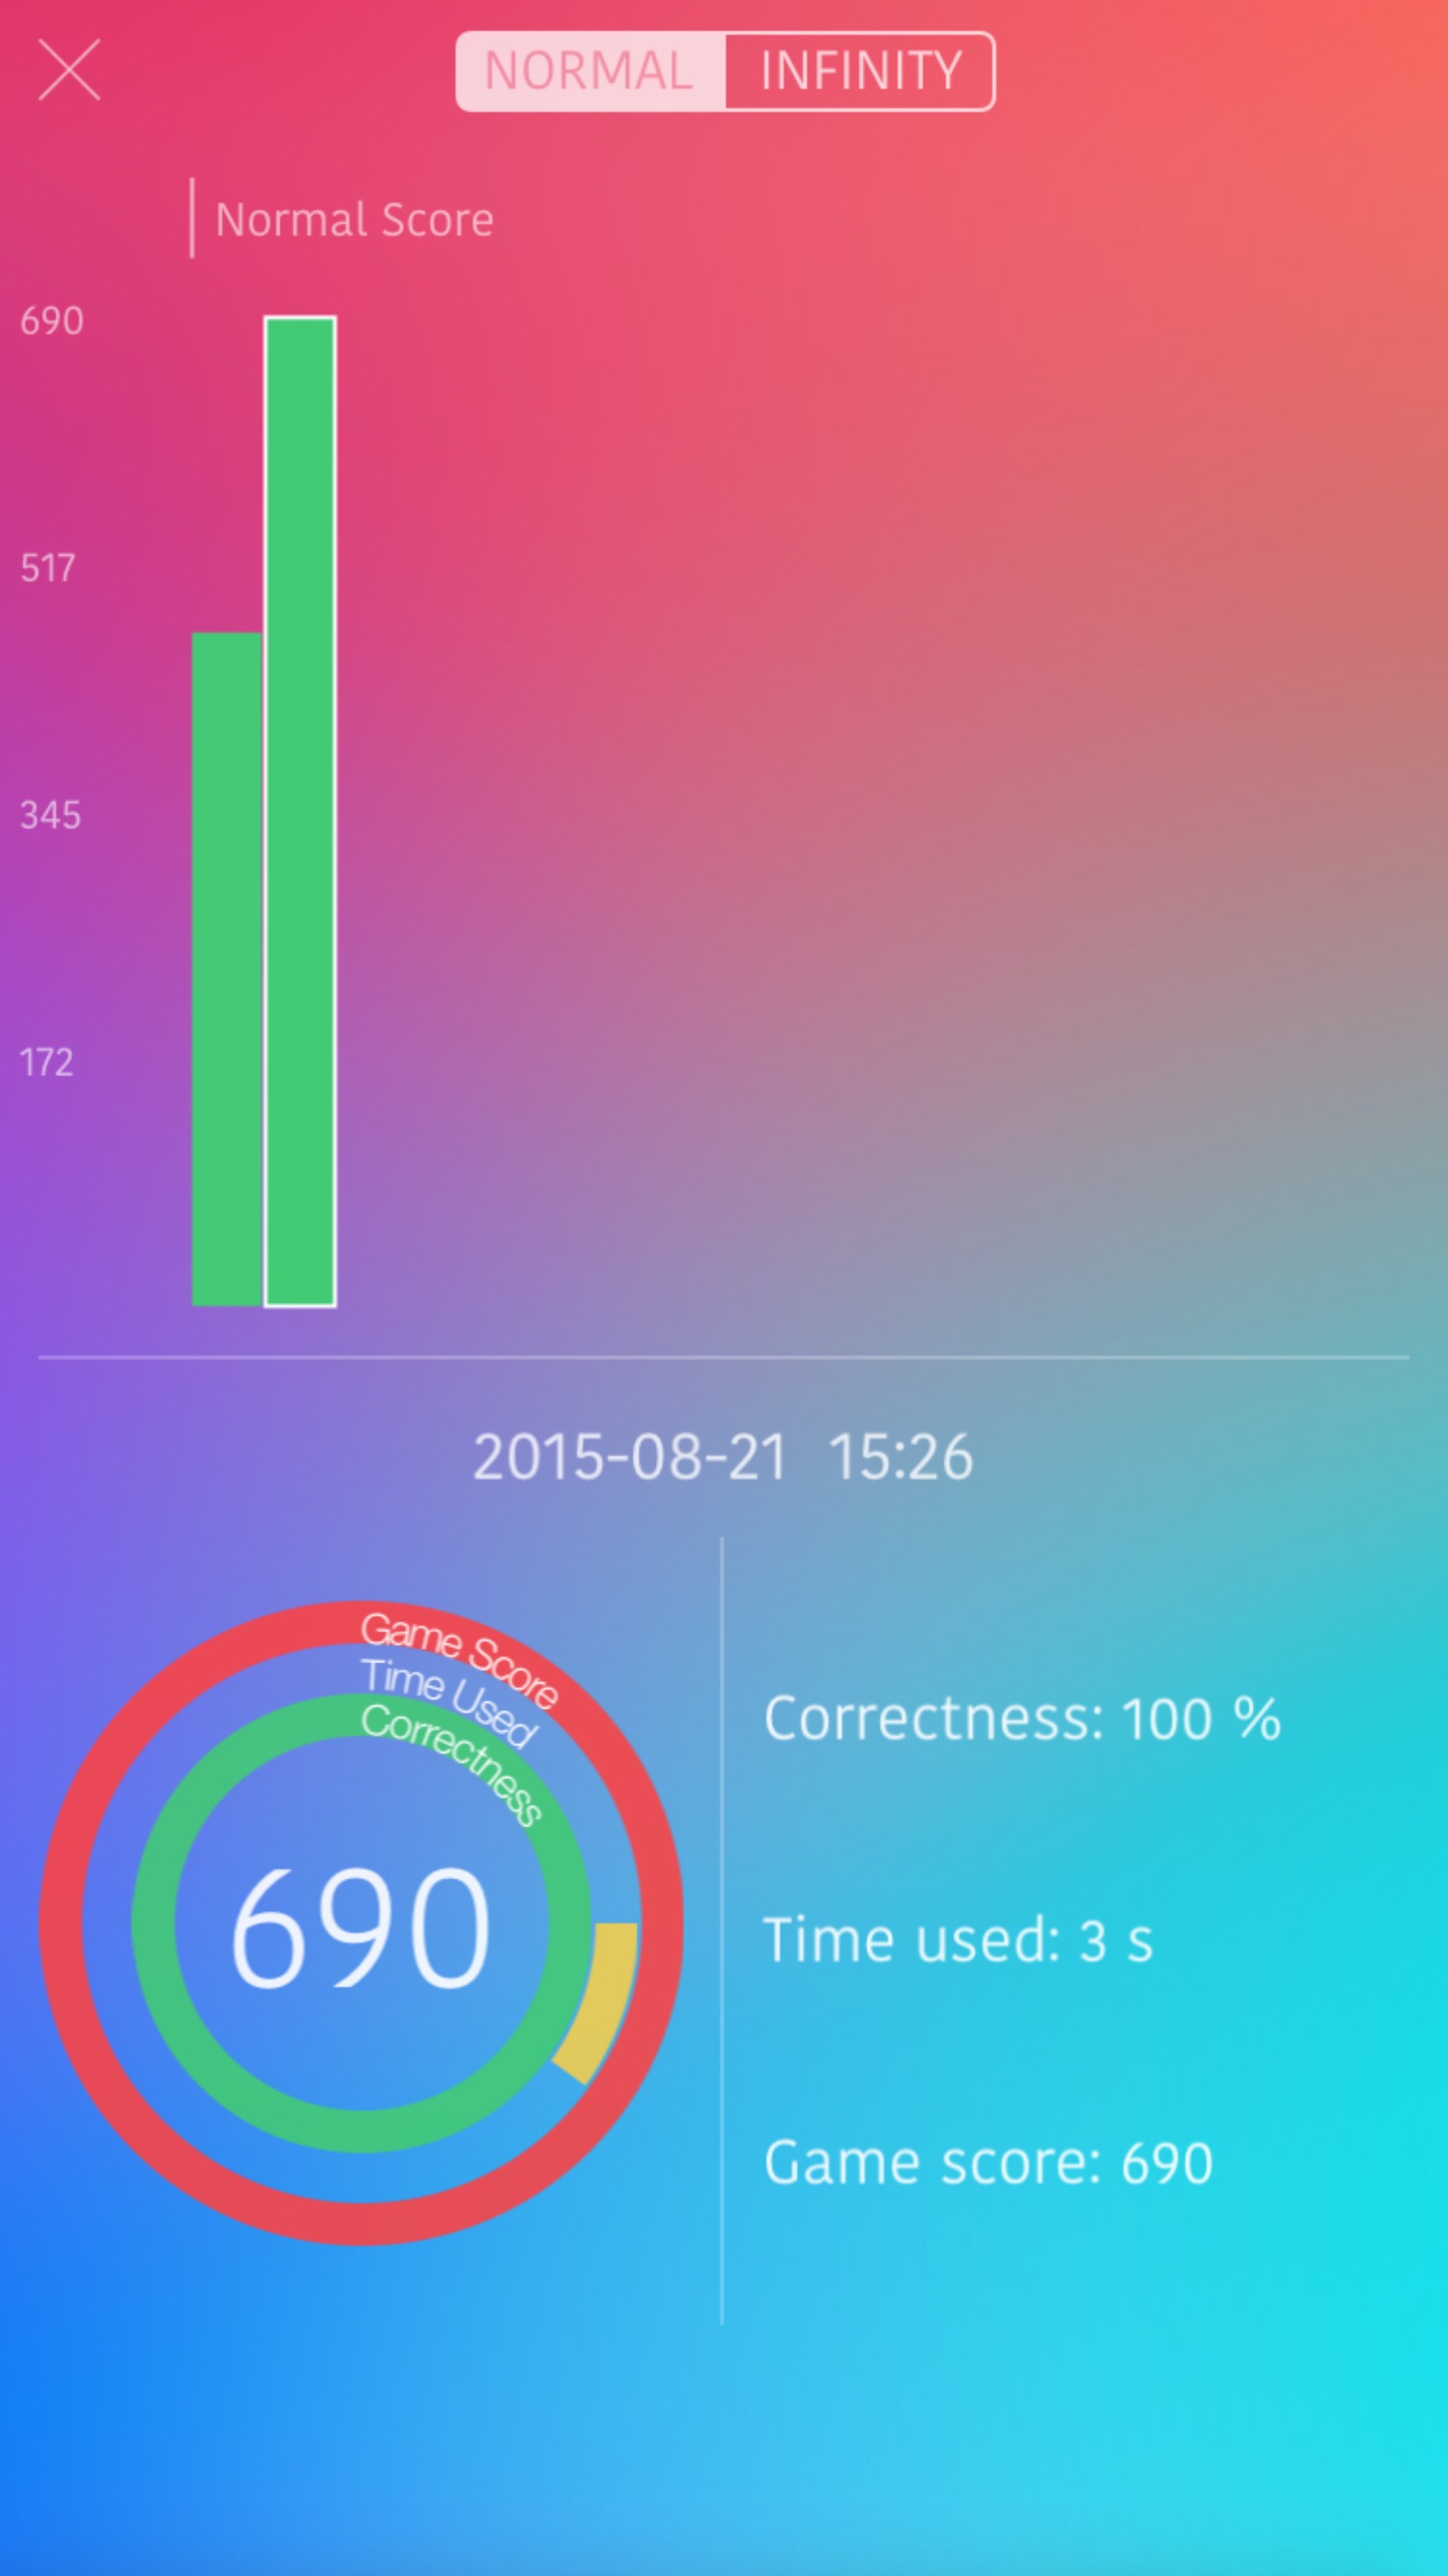 NORMAL INFINITY
Normal Score
690
517
345
172
2015-08-21 15:26
Game Score
Time Used
Correctness
690
Correctness: 100 %
Time used: 3 s
Game score: 690